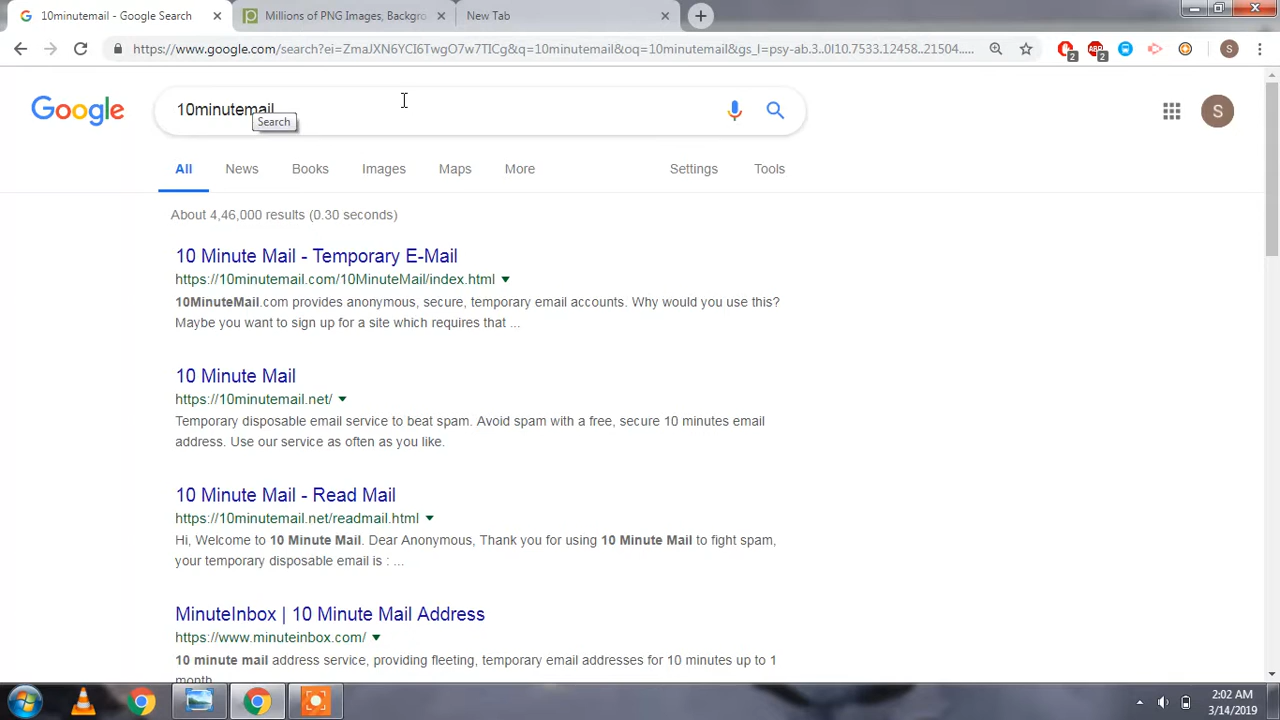 10minutemail - Google Search
Millions of PNG Images, Backgro
New Tab
https://www.google.com/search?ei=ZmaJXN6YCI6TwgO7w7TICg&q=10minutemail&oq=10minutemail&gs_l=psy-ab.3..0l10.7533.12458..21504.....
S
2
ABP
2
Google
10minutemail
Search
S
All
News
Books
Images
Maps
More
Settings
Tools
About 4,46,000 results (0.30 seconds)
10 Minute Mail - Temporary E-Mail
https://10minutemail.com/10MinuteMail/index.html
10MinuteMail.com provides anonymous, secure, temporary email accounts. Why would you use this?
Maybe you want to sign up for a site which requires that ...
10 Minute Mail
https://10minutemail.net/
Temporary disposable email service to beat spam. Avoid spam with a free, secure 10 minutes email
address. Use our service as often as you like.
10 Minute Mail - Read Mail
https://10minutemail.net/readmail.html
Hi, Welcome to 10 Minute Mail. Dear Anonymous, Thank you for using 10 Minute Mail to fight spam,
your temporary disposable email is : ...
MinuteInbox | 10 Minute Mail Address
https://www.minuteinbox.com/
10 minute mail address service, providing fleeting, temporary email addresses for 10 minutes up to 1
month
2:02 AM
3/14/2019